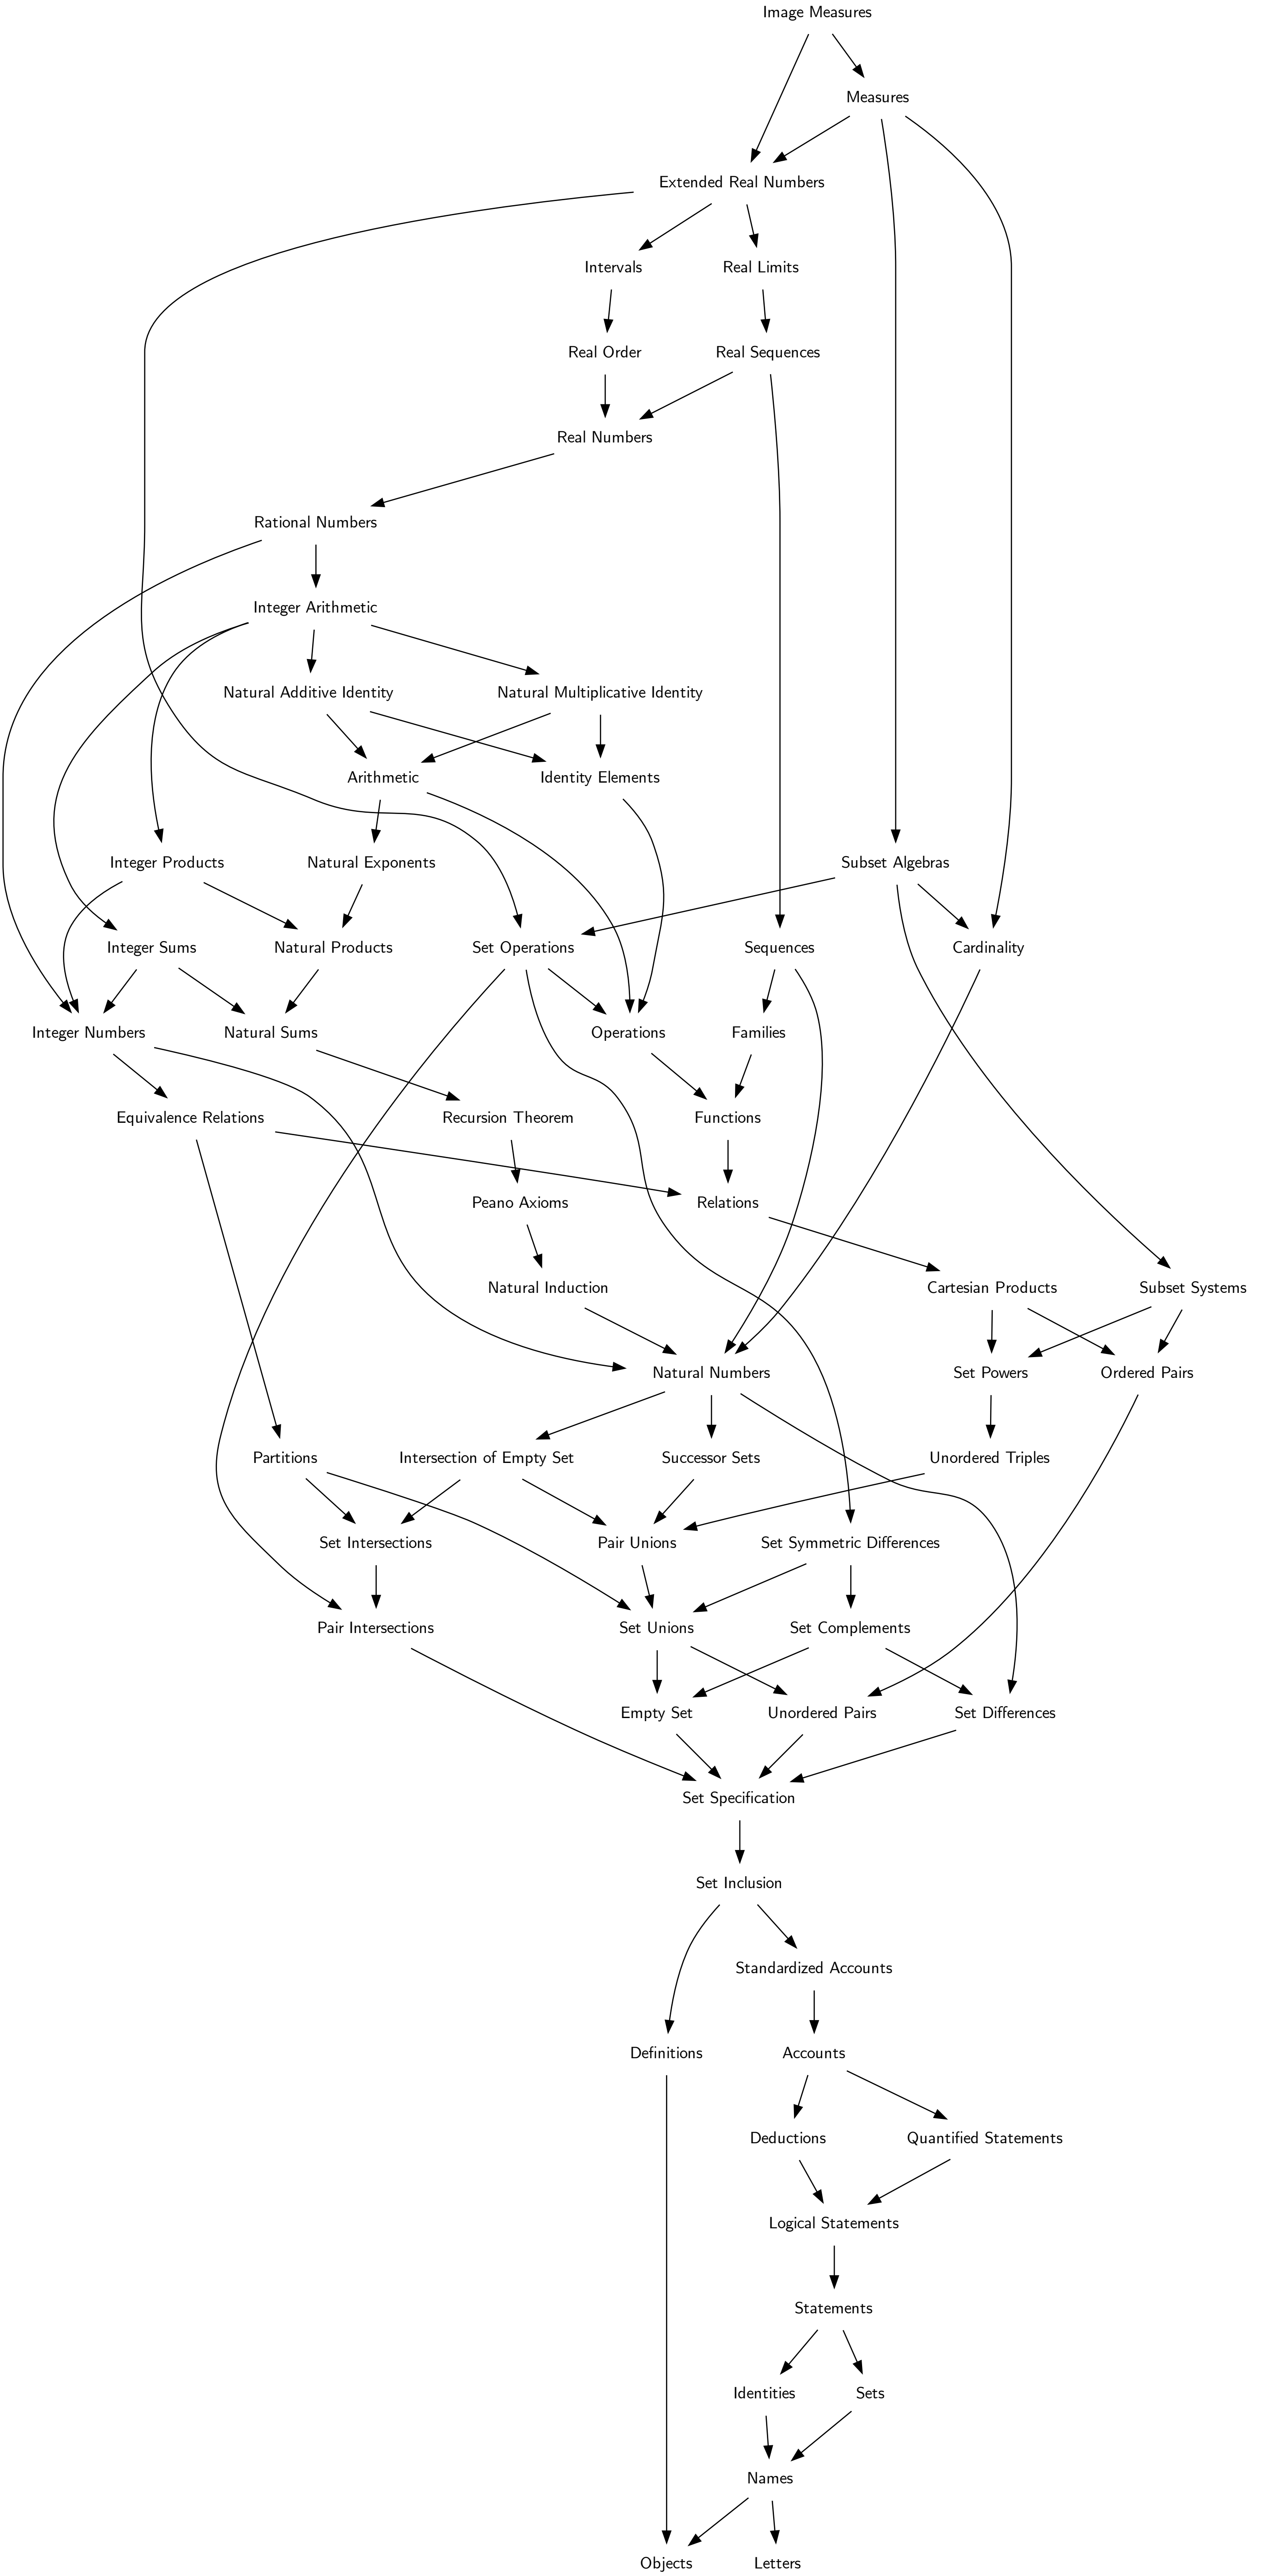 Image Measures
Measures
Extended Real Numbers
Intervals
Real Limits
Real Order
Real Sequences
Real Numbers
Rational Numbers
Integer Arithmetic
Natural Additive Identity
Natural Multiplicative Identity
Arithmetic
Identity Elements
Integer Products
Natural Exponents
Subset Algebras
Integer Sums
Natural Products
Set Operations
Sequences
Cardinality
Integer Numbers
Natural Sums
Operations
Families
Equivalence Relations
Recursion Theorem
Functions
Peano Axioms
Relations
Natural Induction
Cartesian Products
Subset Systems
Natural Numbers
Set Powers
Ordered Pairs
Partitions
Intersection of Empty Set
Successor Sets
Unordered Triples
Set Intersections
Pair Unions
Set Symmetric Differences
Pair Intersections
Set Unions
Set Complements
Empty Set
Unordered Pairs
Set Differences
Set Specification
Set Inclusion
Standardized Accounts
Definitions
Accounts
Deductions
Quantified Statements
Logical Statements
Statements
Identities
Sets
Names
Objects
Letters